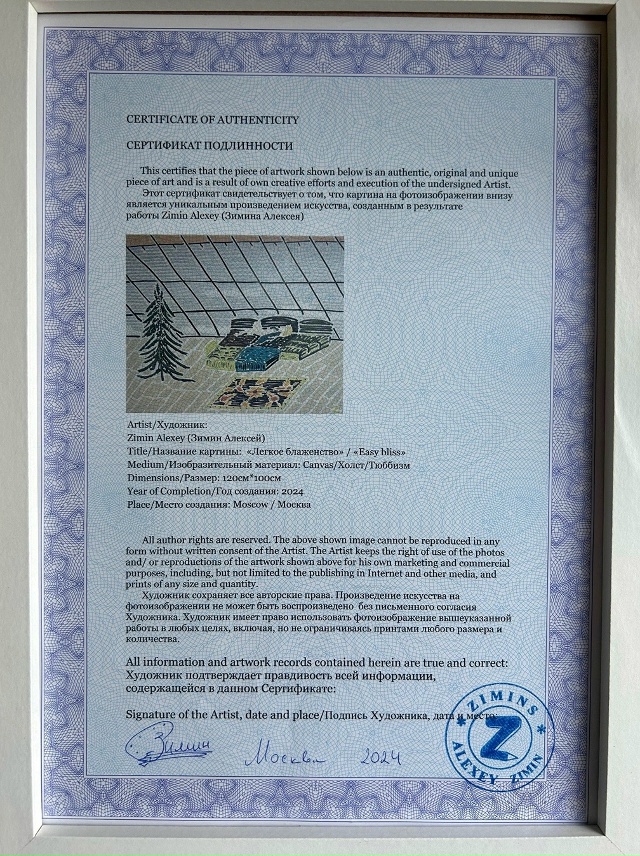 CERTIFICATE OF AUTHENTICITY
СЕРТИФИКАТ ПОДЛИННОСТИ
This certifies that the piece of artwork shown below is an authentic, original and unique
piece of art and is a result of own creative efforts and execution of the undersigned Artist.
Этот сертификат свидетельствует о том, что картина на фотоизображении внизу
является уникальным произведением искусства, созданным в результате
работы Zimin Alexey (Зимина Алексея)
Artist/Художник:
Zimin Alexey (Зимин Алексей)
Title/Название картины: «Легкое блаженство» / «Easy bliss»
Medium/Изобразительный материал: Canvas/Холст/Тюббизм
Dimensions/Размер: 120см*100см
Year of Completion/Год создания: 2024
Place/Место создания: Moscow / Москва
All author rights are reserved. The above shown image cannot be reproduced in any
form without written consent of the Artist. The Artist keeps the right of use of the photos
and/ or reproductions of the artwork shown above for his own marketing and commercial
purposes, including, but not limited to the publishing in Internet and other media, and
prints of any size and quantity.
Художник сохраняет все авторские права. Произведение искусства на
фотоизображении не может быть воспроизведено без письменного согласия
Художника. Художник имеет право использовать фотоизображение вышеуказанной
работы в любых целях, включая, но не ограничиваясь принтами любого размера и
количества.
All information and artwork records contained herein are true and correct:
Художник подтверждает правдивость всей информации,
содержащейся в данном Сертификате:
Signature of the Artist, date and place/Подпись Художника, дата и место:
Зимин Москва 2024
ZIMINS
Z
ALEXEY ZIMIN